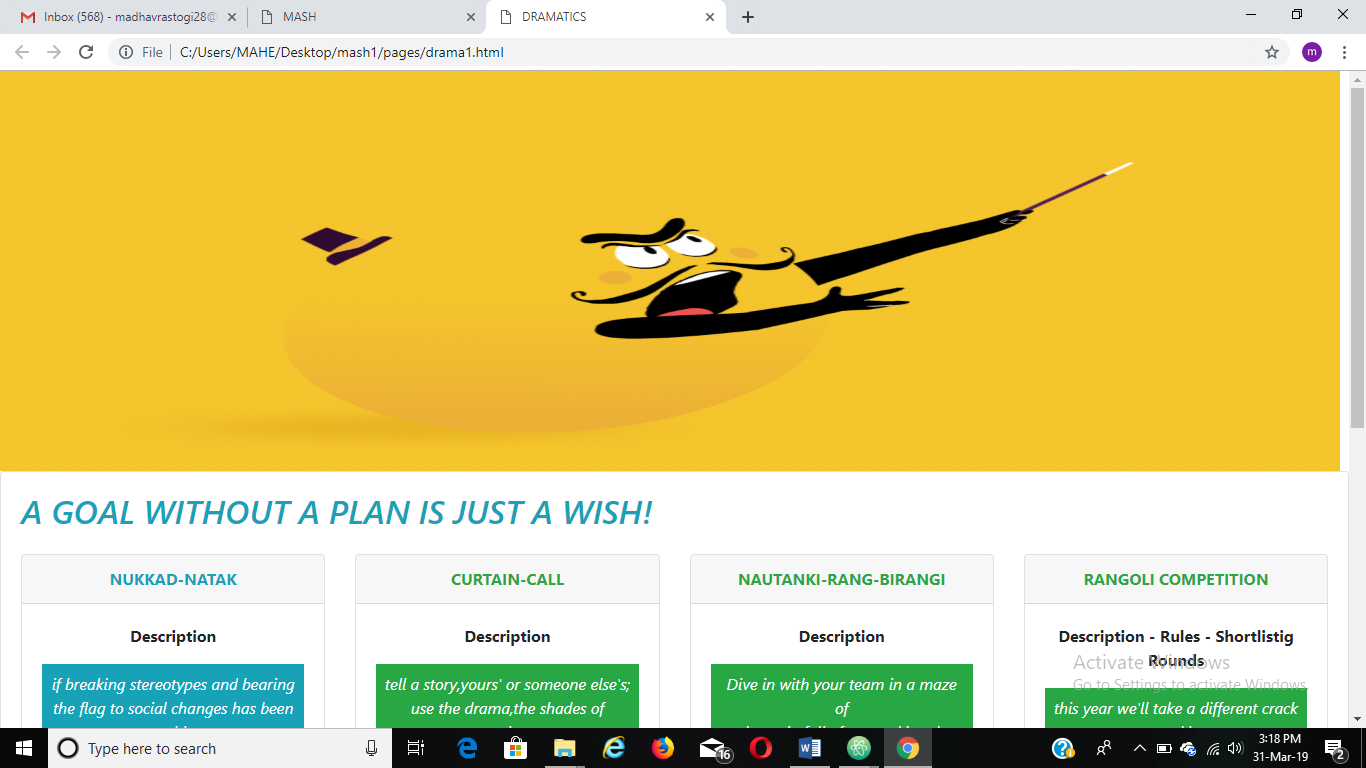 Inbox (568) - madhavrastogi28@
MASH
DRAMATICS
File
C:/Users/MAHE/Desktop/mash1/pages/drama1.html
m
A GOAL WITHOUT A PLAN IS JUST A WISH!
NUKKAD-NATAK
Description
if breaking stereotypes and bearing
the flag to social changes has been
CURTAIN-CALL
Description
tell a story,yours' or someone else's;
use the drama,the shades of
NAUTANKI-RANG-BIRANGI
Description
Dive in with your team in a maze
of
RANGOLI COMPETITION
Description - Rules - Shortlistig
Rounds
this year we'll take a different crack
Activate Windows
Go to Settings to activate Windows
Type here to search
16
3:18 PM
31-Mar-19
2